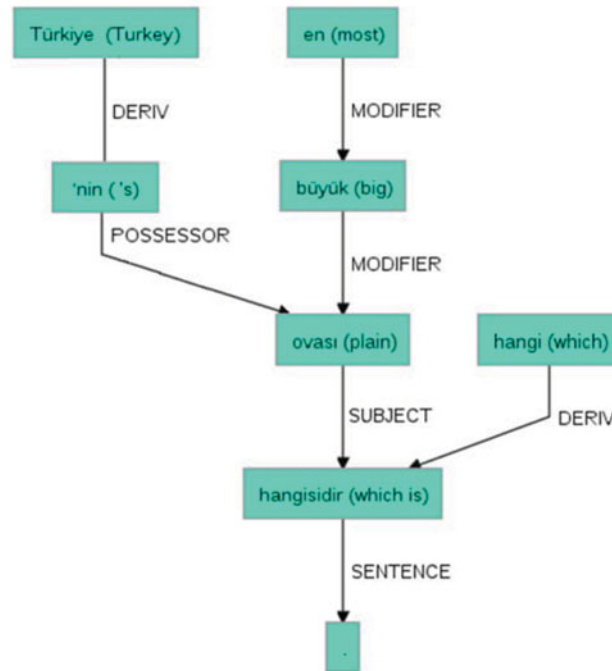 Türkiye (Turkey)
en (most)
DERIV
MODIFIER
'nin ('s)
büyük (big)
POSSESSOR
MODIFIER
ovası (plain)
hangi (which)
SUBJECT
DERIV
hangisidir (which is)
SENTENCE
.